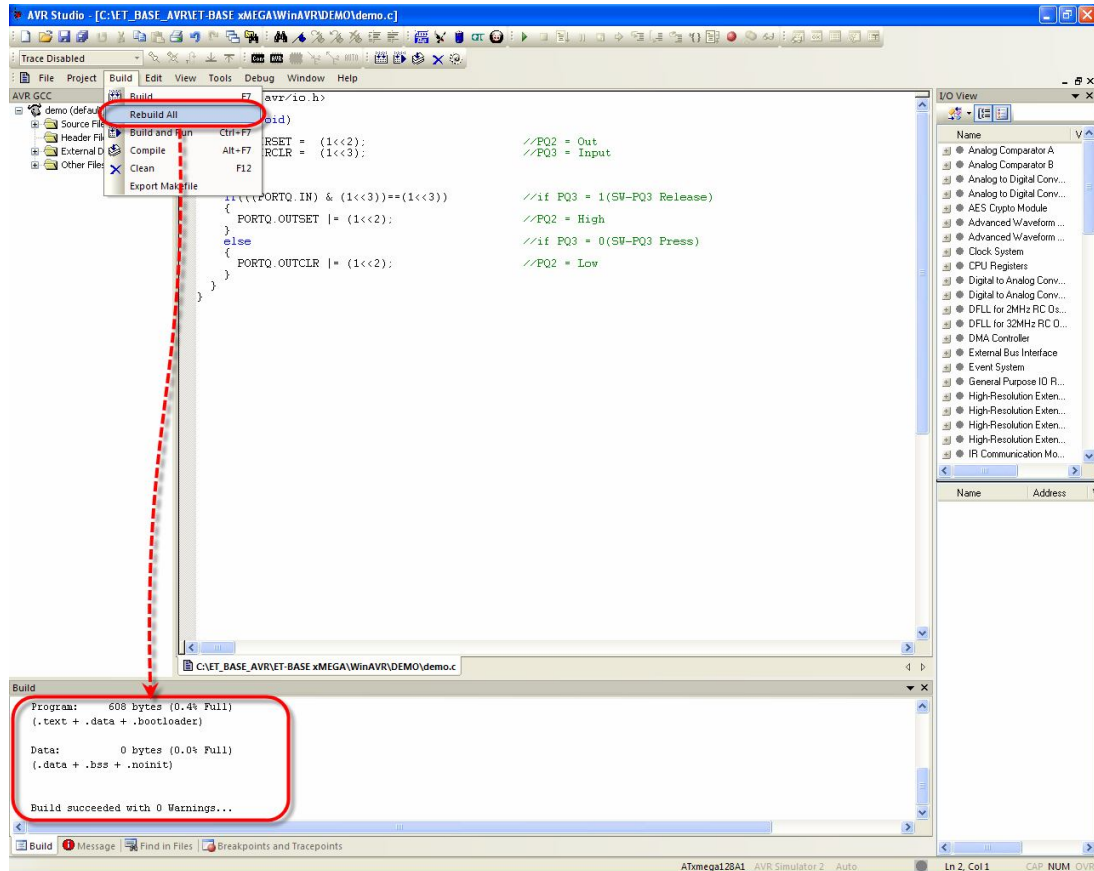 AVR Studio - [C:\ET_BASE_AVR\ET-BASE xMEGA\WinAVR\DEMO\demo.c]
Trace Disabled
File Project Build Edit View Tools Debug Window Help
AVR GCC
demo (defau
Source File
Header File
External D
Other Files
Build F7
Rebuild All
Build and Run Ctrl+F7
Compile Alt+F7
Clean F12
Export Makefile
avr/io.h>
oid)
RSET = (1<<2); //PQ2 = Out
RCLR = (1<<3); //PQ3 = Input
if(((PORTQ.IN) & (1<<3))==(1<<3)) //if PQ3 = 1(SW-PQ3 Release)
{
PORTQ.OUTSET |= (1<<2); //PQ2 = High
}
else //if PQ3 = 0(SW-PQ3 Press)
{
PORTQ.OUTCLR |= (1<<2); //PQ2 = Low
}
}
}
C:\ET_BASE_AVR\ET-BASE xMEGA\WinAVR\DEMO\demo.c
I/O View
Name V
Analog Comparator A
Analog Comparator B
Analog to Digital Conv...
Analog to Digital Conv...
AES Crypto Module
Advanced Waveform ...
Advanced Waveform ...
Clock System
CPU Registers
Digital to Analog Conv...
Digital to Analog Conv...
DFLL for 2MHz RC Os...
DFLL for 32MHz RC O...
DMA Controller
External Bus Interface
Event System
General Purpose IO R...
High-Resolution Exten...
High-Resolution Exten...
High-Resolution Exten...
High-Resolution Exten...
IR Communication Mo...
Name Address
Build
Program: 608 bytes (0.4% Full)
(.text + .data + .bootloader)
Data: 0 bytes (0.0% Full)
(.data + .bss + .noinit)
Build succeeded with 0 Warnings...
Build Message Find in Files Breakpoints and Tracepoints
ATxmega128A1 AVR Simulator 2 Auto Ln 2, Col 1 CAP NUM OVR